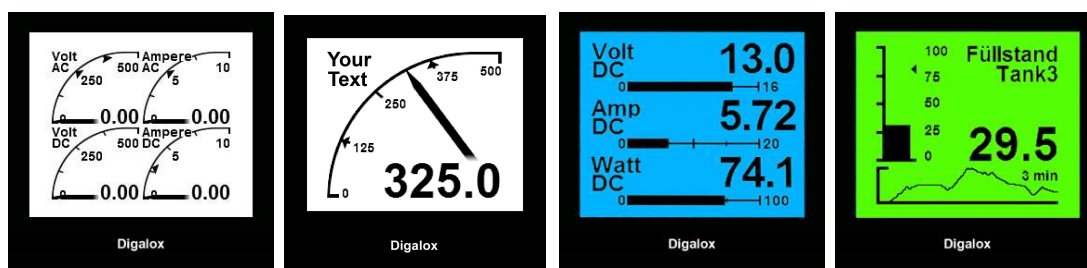 Volt AC 250 500 0 0.00
Ampere AC 5 10 0 0.00
Volt DC 250 500 0 0.00
Ampere DC 5 10 0 0.00
Digalox
Your
Text
0 125 250 375 500
325.0
Digalox
Volt
DC
13.0
0 16
Amp
DC
5.72
0 20
Watt
DC
74.1
0 100
Digalox
100
75
50
25
0
Füllstand
Tank3
29.5
3 min
Digalox